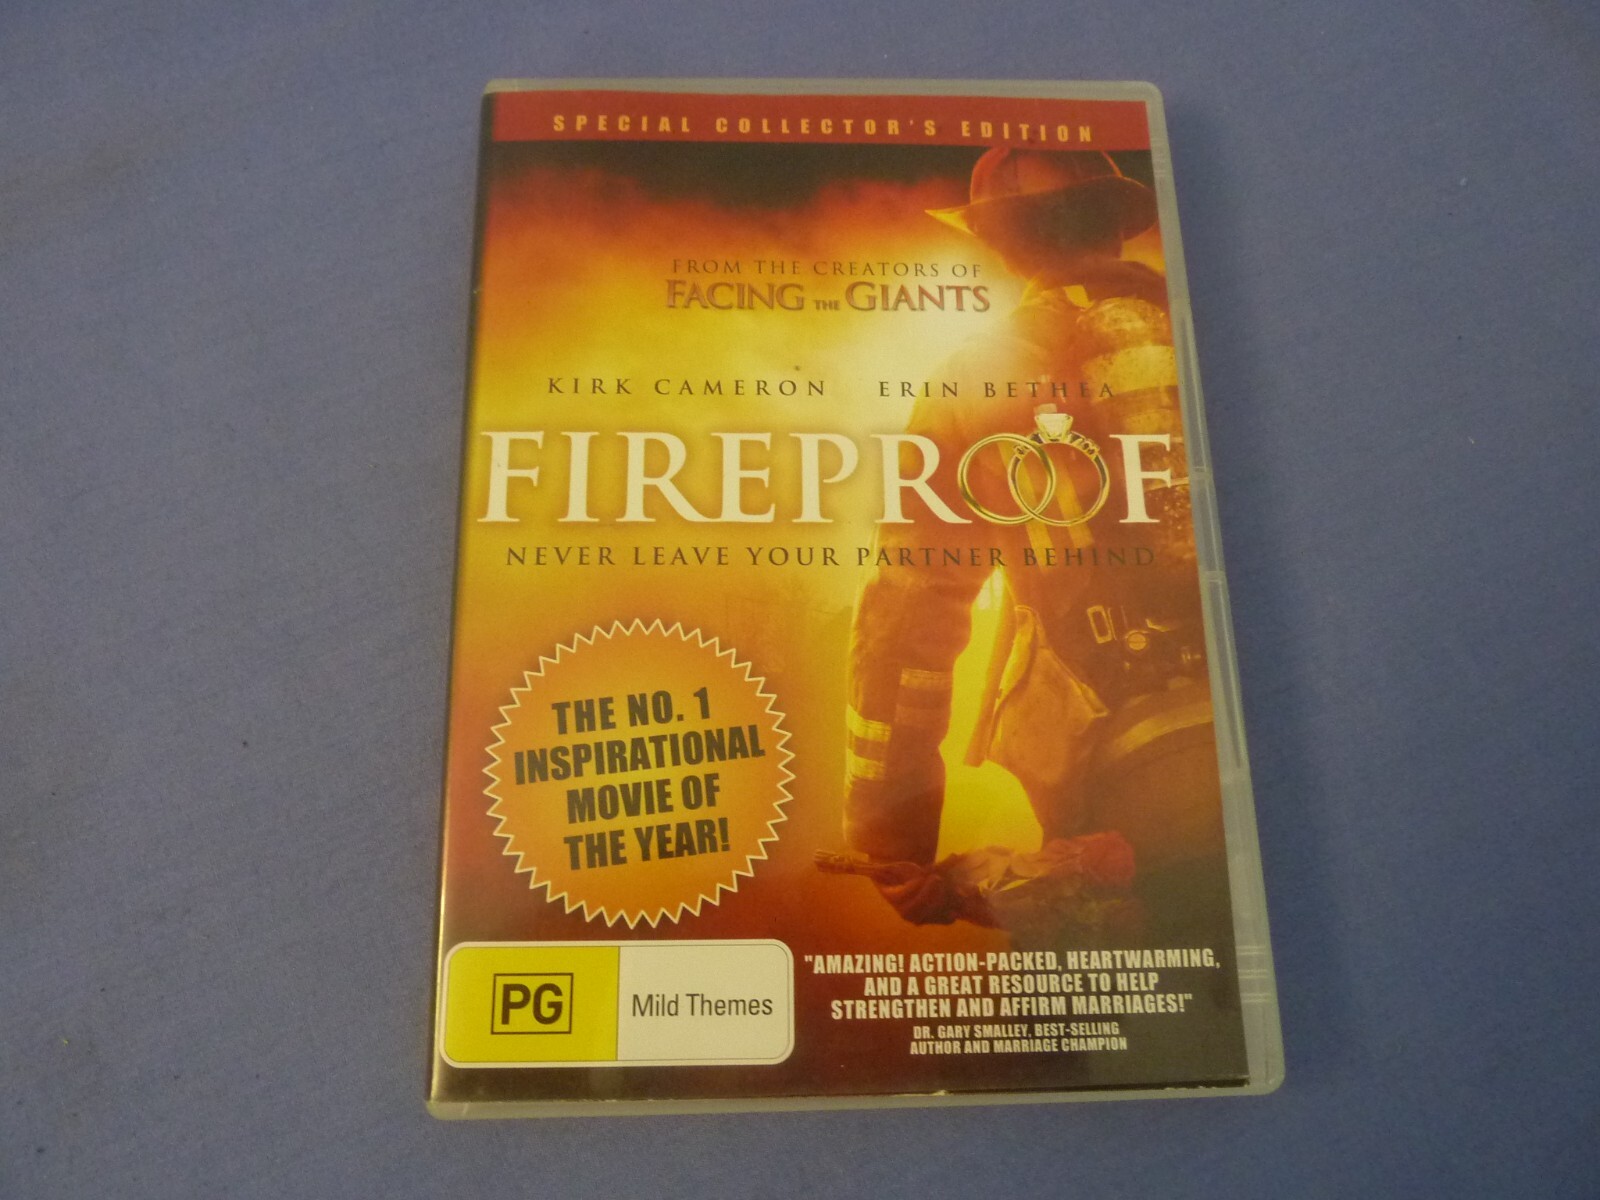 SPECIAL COLLECTOR'S EDITION
FROM THE CREATORS OF
FACING THE GIANTS
KIRK CAMERON ERIN BETHEA
FIREPROOF
NEVER LEAVE YOUR PARTNER BEHIND
THE NO. 1
INSPIRATIONAL
MOVIE OF
THE YEAR!
PG Mild Themes
"AMAZING! ACTION-PACKED, HEARTWARMING,
AND A GREAT RESOURCE TO HELP
STRENGTHEN AND AFFIRM MARRIAGES!"
DR. GARY SMALLEY, BEST-SELLING
AUTHOR AND MARRIAGE CHAMPION